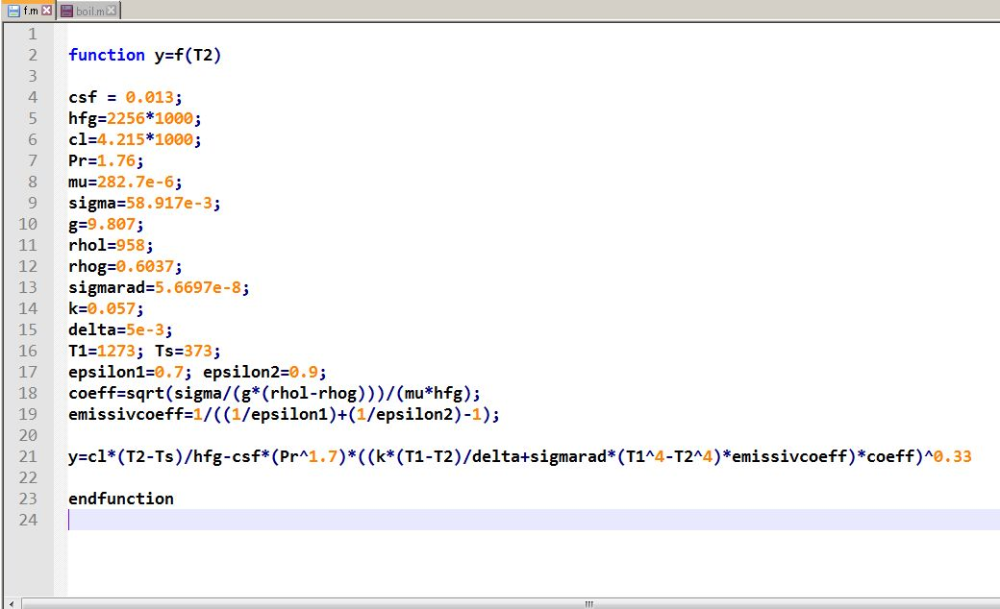 f.m boil.m
1
2 function y=f(T2)
3
4 csf = 0.013;
5 hfg=2256*1000;
6 cl=4.215*1000;
7 Pr=1.76;
8 mu=282.7e-6;
9 sigma=58.917e-3;
10 g=9.807;
11 rhol=958;
12 rhog=0.6037;
13 sigmarad=5.6697e-8;
14 k=0.057;
15 delta=5e-3;
16 T1=1273; Ts=373;
17 epsilon1=0.7; epsilon2=0.9;
18 coeff=sqrt(sigma/(g*(rhol-rhog)))/(mu*hfg);
19 emissivcoeff=1/((1/epsilon1)+(1/epsilon2)-1);
20
21 y=cl*(T2-Ts)/hfg-csf*(Pr^1.7)*((k*(T1-T2)/delta+sigmarad*(T1^4-T2^4)*emissivcoeff)*coeff)^0.33
22
23 endfunction
24